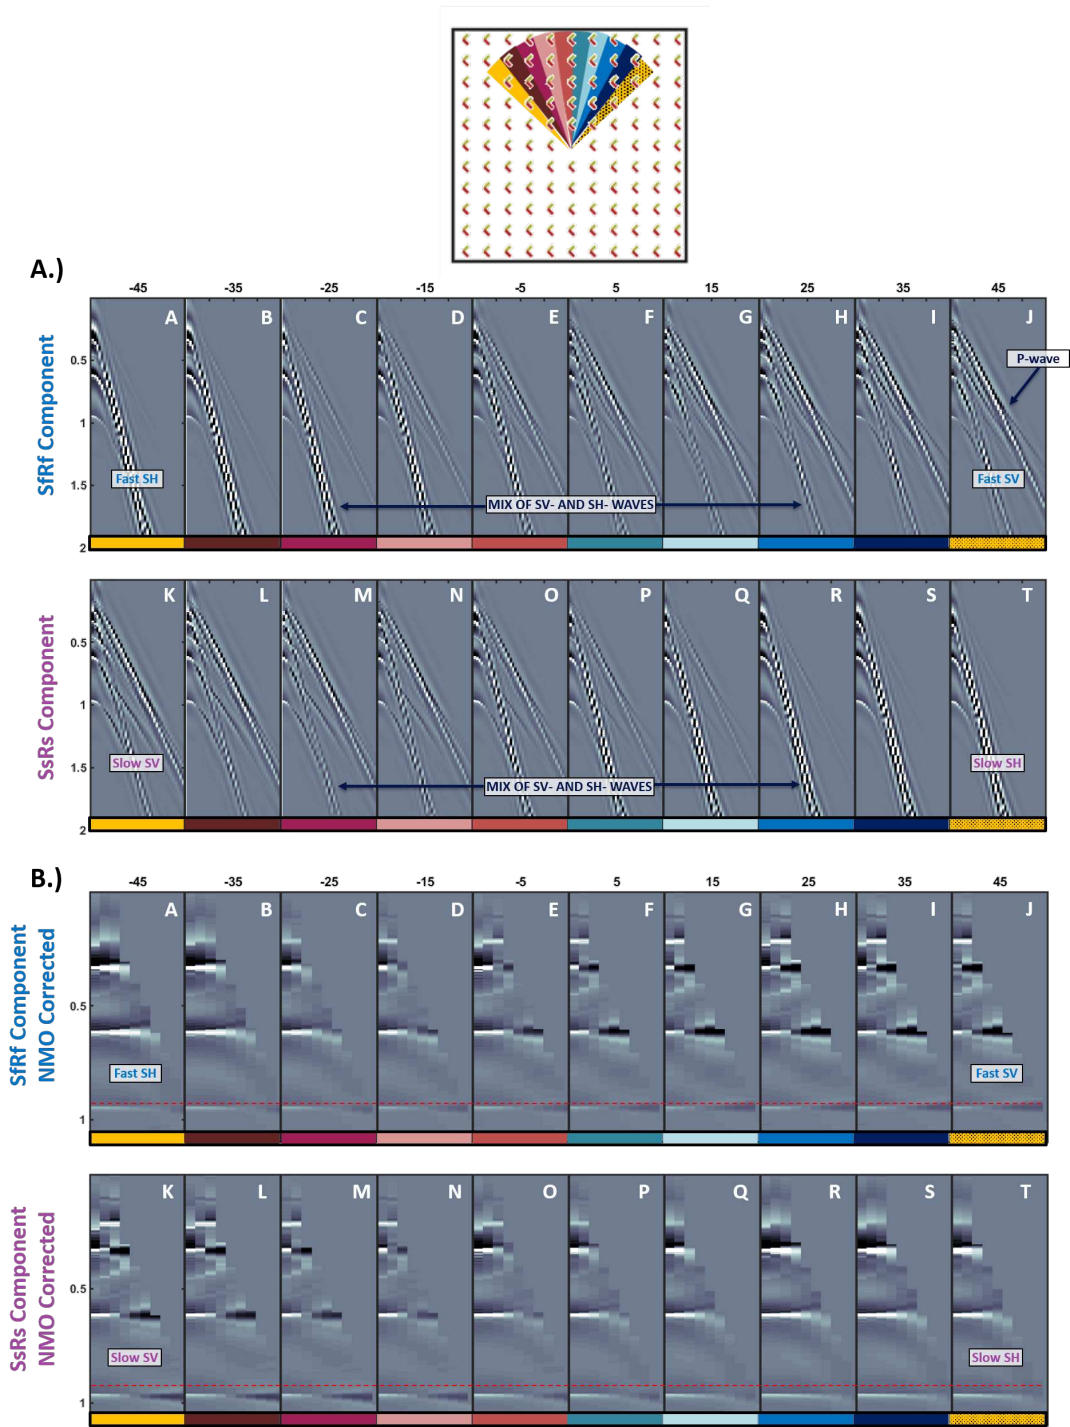 A.)
-45 -35 -25 -15 -5 5 15 25 35 45
SfRf Component
A B C D E F G H I J
P-wave
0.5
1
1.5
2
Fast SH
Fast SV
MIX OF SV- AND SH- WAVES
SsRs Component
K L M N O P Q R S T
0.5
1
1.5
2
Slow SV
Slow SH
MIX OF SV- AND SH- WAVES
B.)
-45 -35 -25 -15 -5 5 15 25 35 45
SfRf Component
NMO Corrected
A B C D E F G H I J
0.5
1
Fast SH
Fast SV
SsRs Component
NMO Corrected
K L M N O P Q R S T
0.5
1
Slow SV
Slow SH